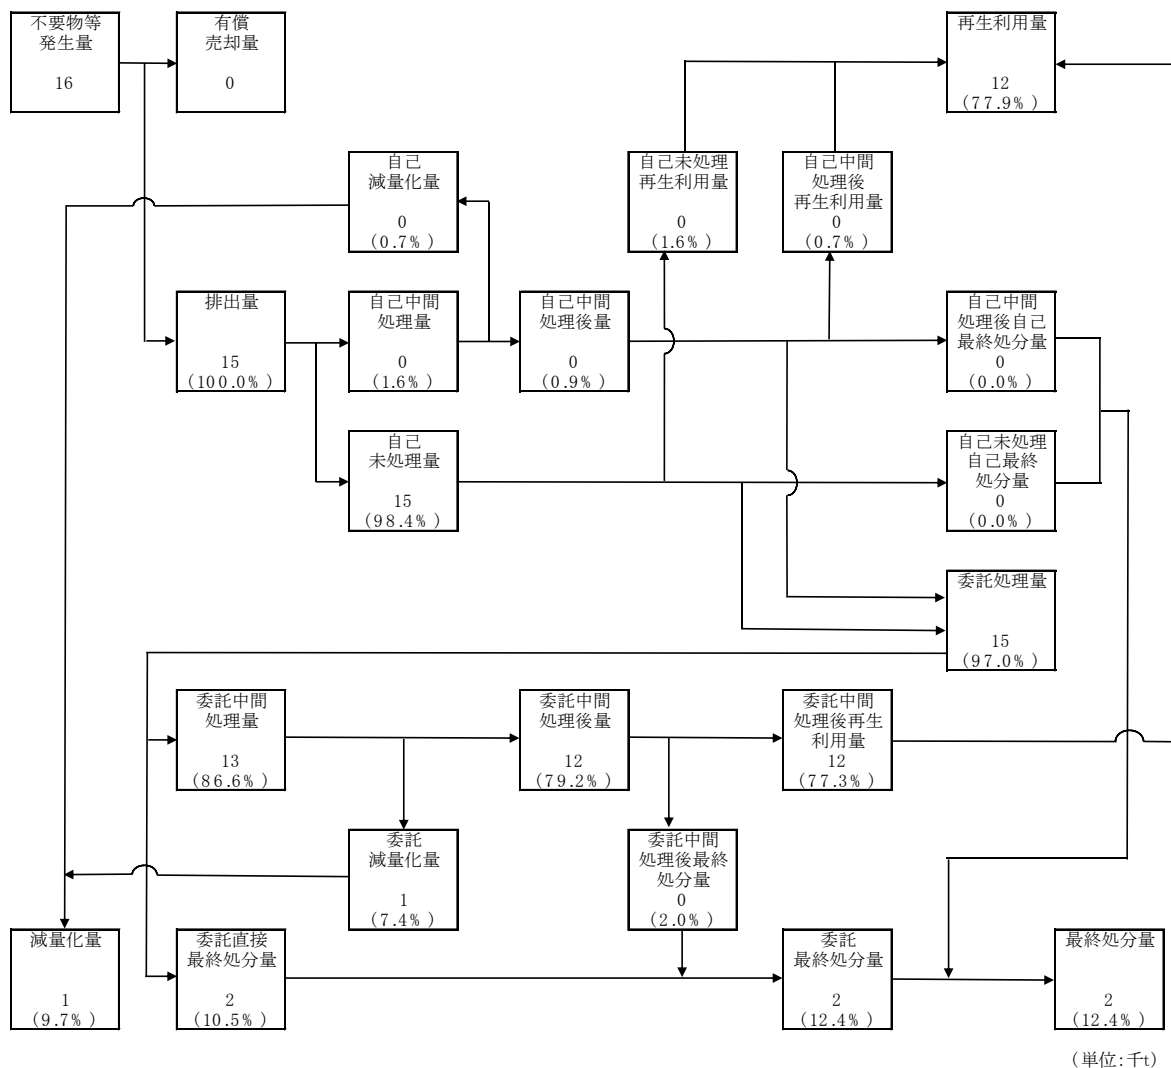 不要物等
発生量
16
有償
売却量
0
再生利用量
12
(77.9%)
自己
減量化量
0
(0.7%)
自己未処理
再生利用量
0
(1.6%)
自己中間
処理後
再生利用量
0
(0.7%)
排出量
15
(100.0%)
自己中間
処理量
0
(1.6%)
自己中間
処理後量
0
(0.9%)
自己中間
処理後自己
最終処分量
0
(0.0%)
自己
未処理量
15
(98.4%)
自己未処理
自己最終
処分量
0
(0.0%)
委託処理量
15
(97.0%)
委託中間
処理量
13
(86.6%)
委託中間
処理後量
12
(79.2%)
委託中間
処理後再生
利用量
12
(77.3%)
委託
減量化量
1
(7.4%)
委託中間
処理後最終
処分量
0
(2.0%)
減量化量
1
(9.7%)
委託直接
最終処分量
2
(10.5%)
委託
最終処分量
2
(12.4%)
最終処分量
2
(12.4%)
(単位:千t)